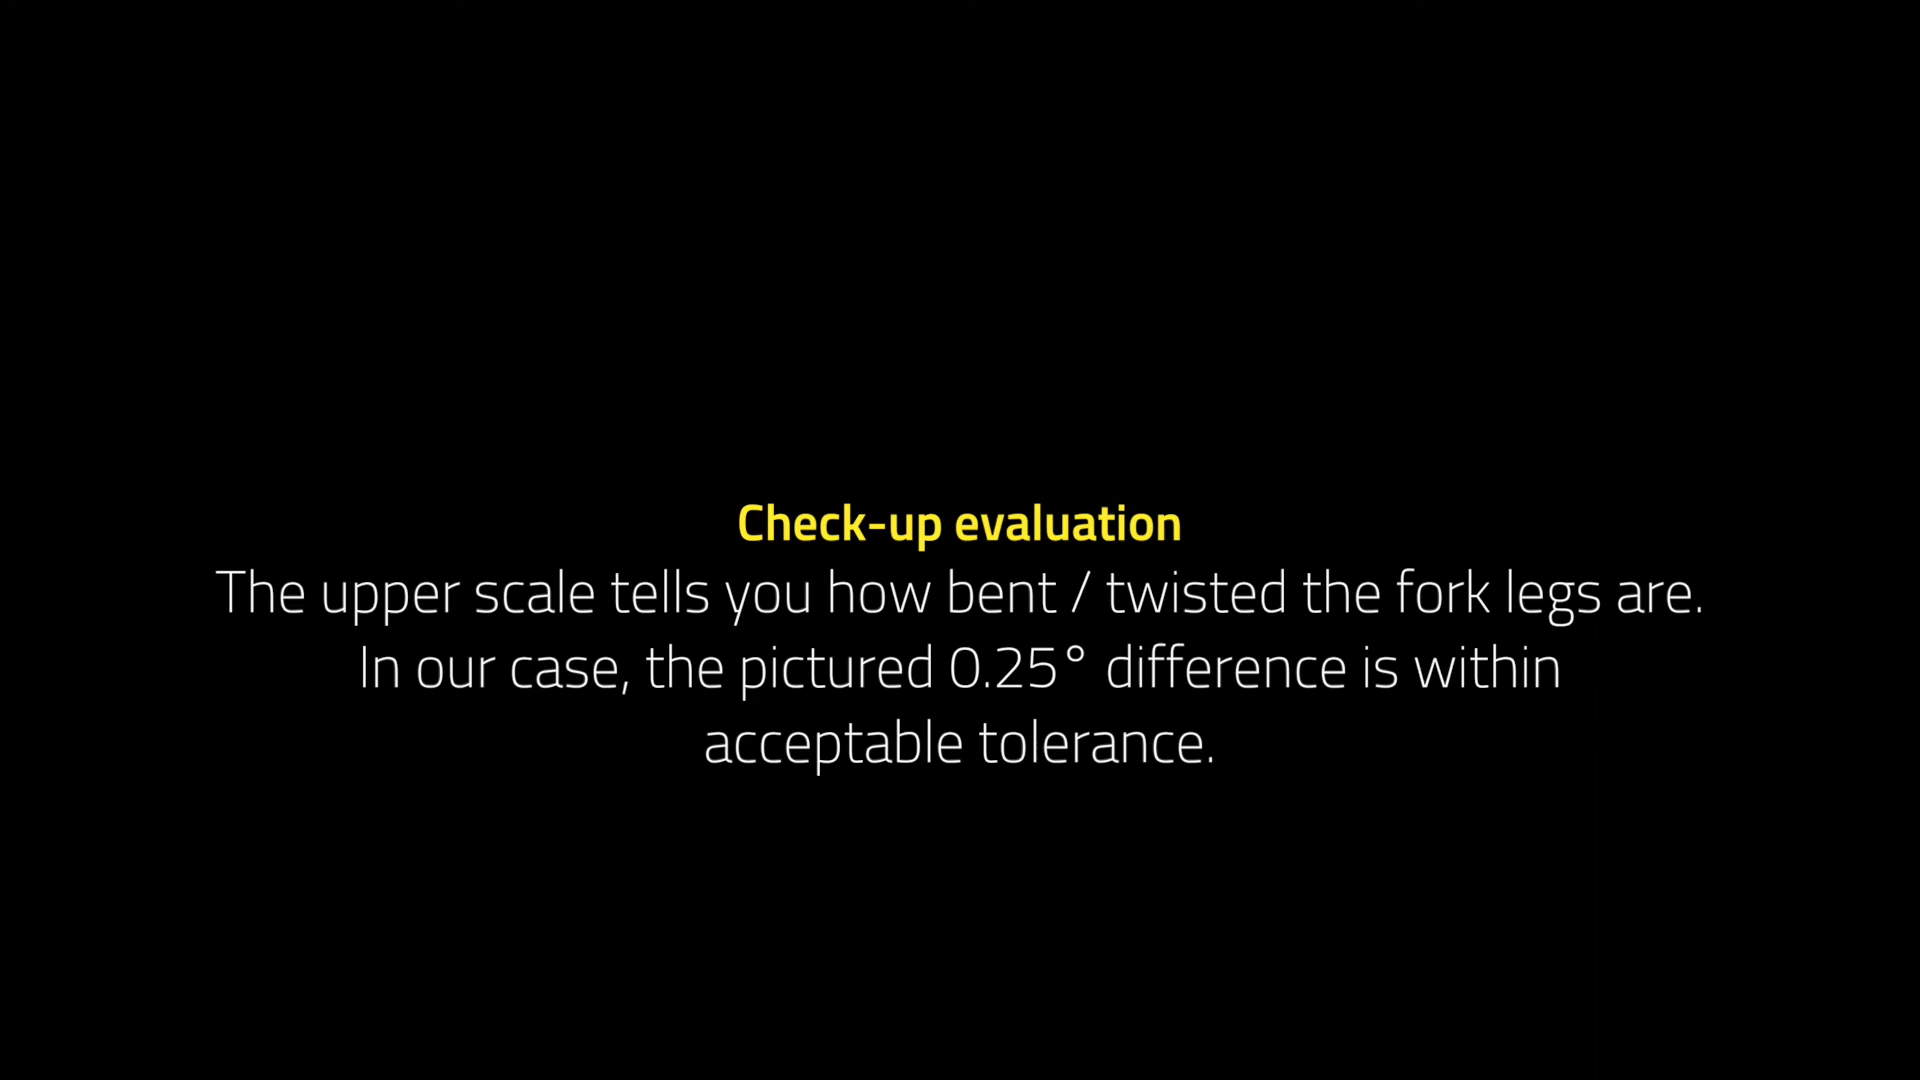 Check-up evaluation
The upper scale tells you how bent / twisted the fork legs are.
In our case, the pictured 0.25° difference is within
acceptable tolerance.